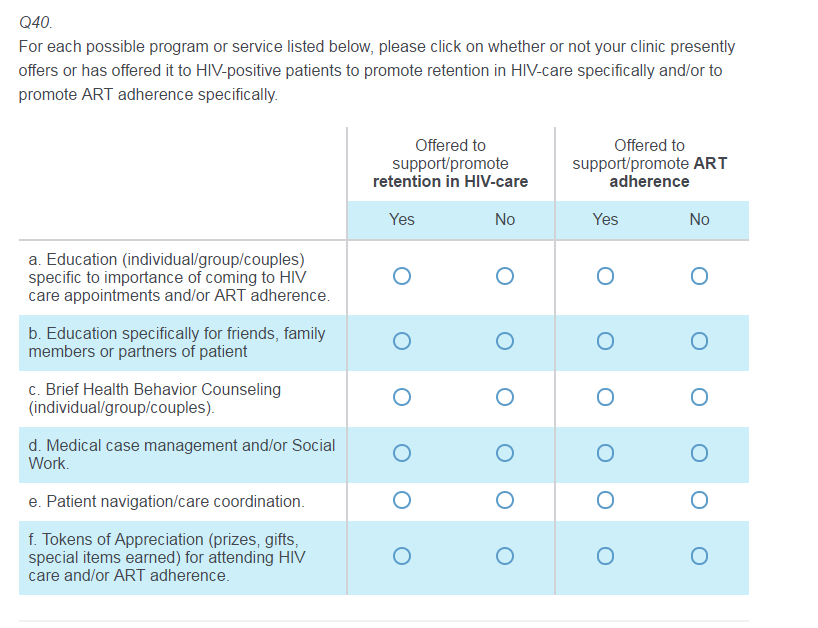 Q40.
For each possible program or service listed below, please click on whether or not your clinic presently
offers or has offered it to HIV-positive patients to promote retention in HIV-care specifically and/or to
promote ART adherence specifically.
Offered to
support/promote
retention in HIV-care
Offered to
support/promote ART
adherence
Yes No Yes No
a. Education (individual/group/couples)
specific to importance of coming to HIV
care appointments and/or ART adherence.
b. Education specifically for friends, family
members or partners of patient
c. Brief Health Behavior Counseling
(individual/group/couples).
d. Medical case management and/or Social
Work.
e. Patient navigation/care coordination.
f. Tokens of Appreciation (prizes, gifts,
special items earned) for attending HIV
care and/or ART adherence.